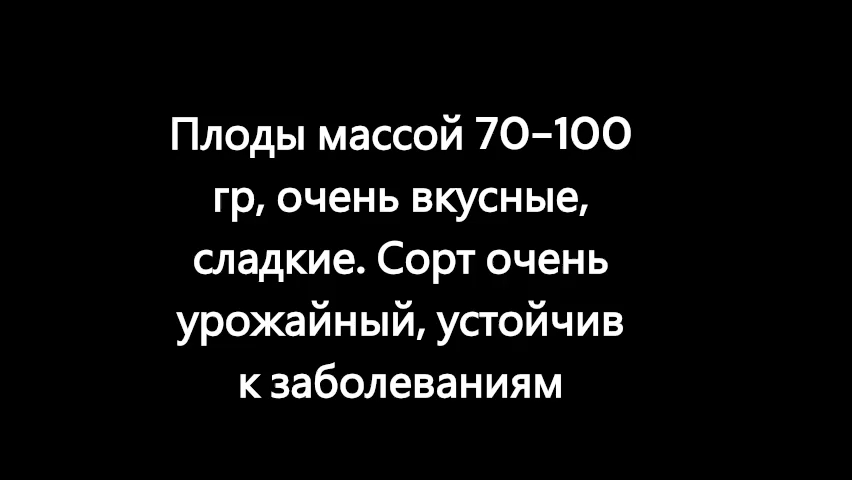 Плоды массой 70-100
гр, очень вкусные,
сладкие. Сорт очень
урожайный, устойчив
к заболеваниям